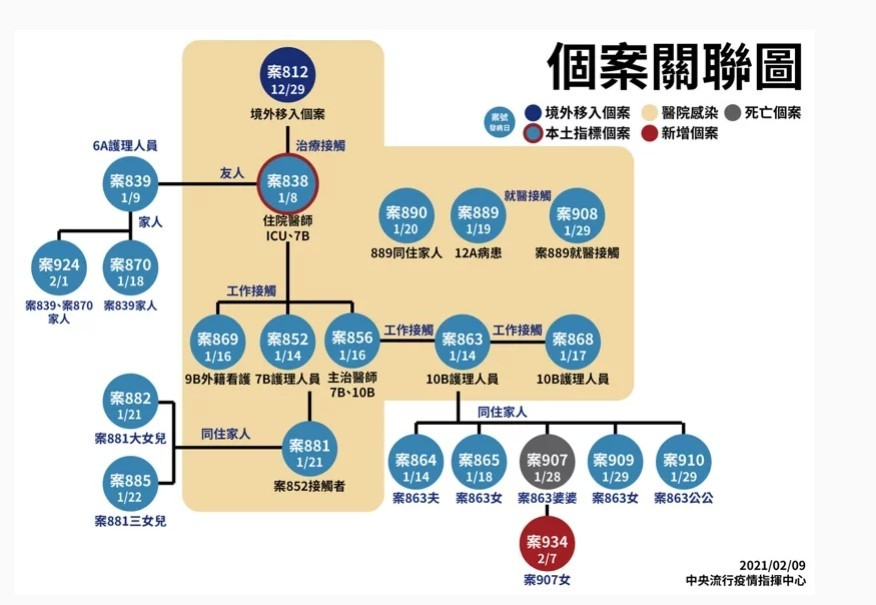 個案關聯圖
案號
發病日
境外移入個案
醫院感染
死亡個案
本土指標個案
新增個案
案812
12/29
境外移入個案
治療接觸
6A護理人員
案839
1/9
友人
案838
1/8
住院醫師
ICU、7B
家人
案924
2/1
案839、案870
家人
案870
1/18
案839家人
案890
1/20
889同住家人
案889
1/19
12A病患
就醫接觸
案908
1/29
案889就醫接觸
工作接觸
案869
1/16
9B外籍看護
案852
1/14
7B護理人員
案856
1/16
主治醫師
7B、10B
工作接觸
案863
1/14
10B護理人員
工作接觸
案868
1/17
10B護理人員
案882
1/21
案881大女兒
案885
1/22
案881三女兒
同住家人
案881
1/21
案852接觸者
同住家人
案864
1/14
案863夫
案865
1/18
案863女
案907
1/28
案863婆婆
案909
1/29
案863女
案910
1/29
案863公公
案934
2/7
案907女
2021/02/09
中央流行疫情指揮中心